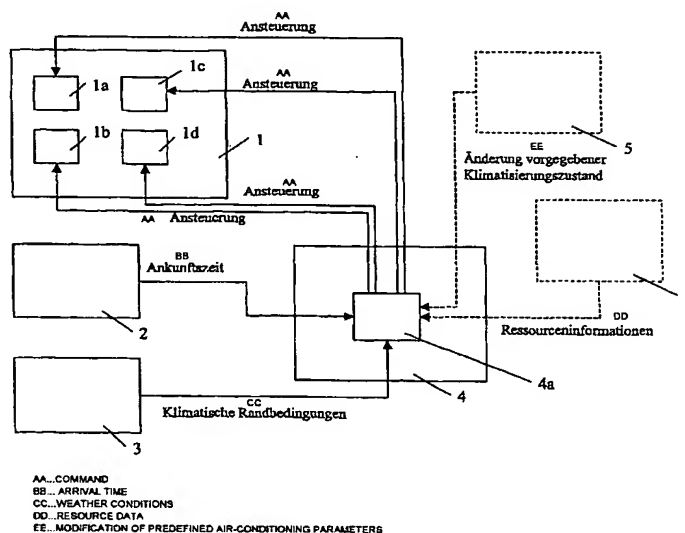 AA
Ansteuerung
1a
1c
AA
Ansteuerung
1b
1d
1
5
EE
Änderung vorgegebener
Klimatisierungszustand
AA
Ansteuerung
AA Ansteuerung
BB
Ankunftszeit
2
DD
Ressourceninformationen
4a
4
CC
Klimatische Randbedingungen
3
AA...COMMAND
BB... ARRIVAL TIME
CC...WEATHER CONDITIONS
DD...RESOURCE DATA
EE...MODIFICATION OF PREDEFINED AIR-CONDITIONING PARAMETERS